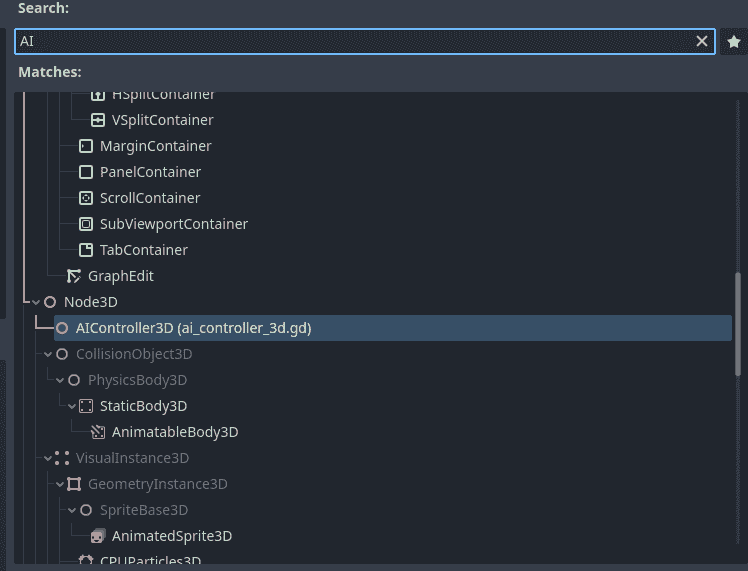 Search:
AI
Matches:
HSplitContainer
VSplitContainer
MarginContainer
PanelContainer
ScrollContainer
SubViewportContainer
TabContainer
GraphEdit
Node3D
AIController3D (ai_controller_3d.gd)
CollisionObject3D
PhysicsBody3D
StaticBody3D
AnimatableBody3D
VisualInstance3D
GeometryInstance3D
SpriteBase3D
AnimatedSprite3D
CPUParticles3D